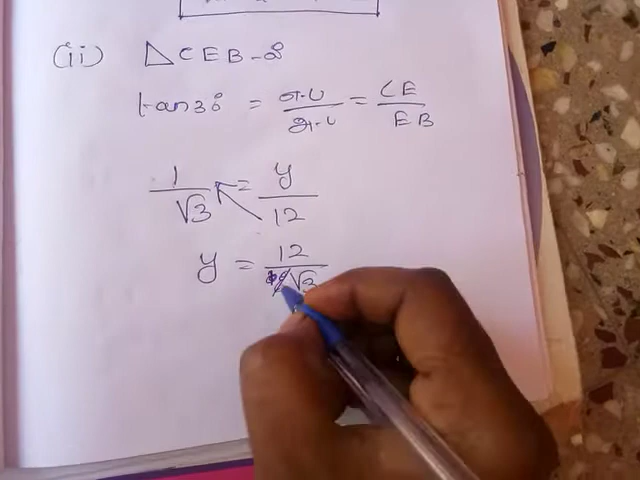 (ii) △CEB-ல்
tan30° = எ.ப/அ.ப = CE/EB
1/√3 = y/12
y = 12/√3